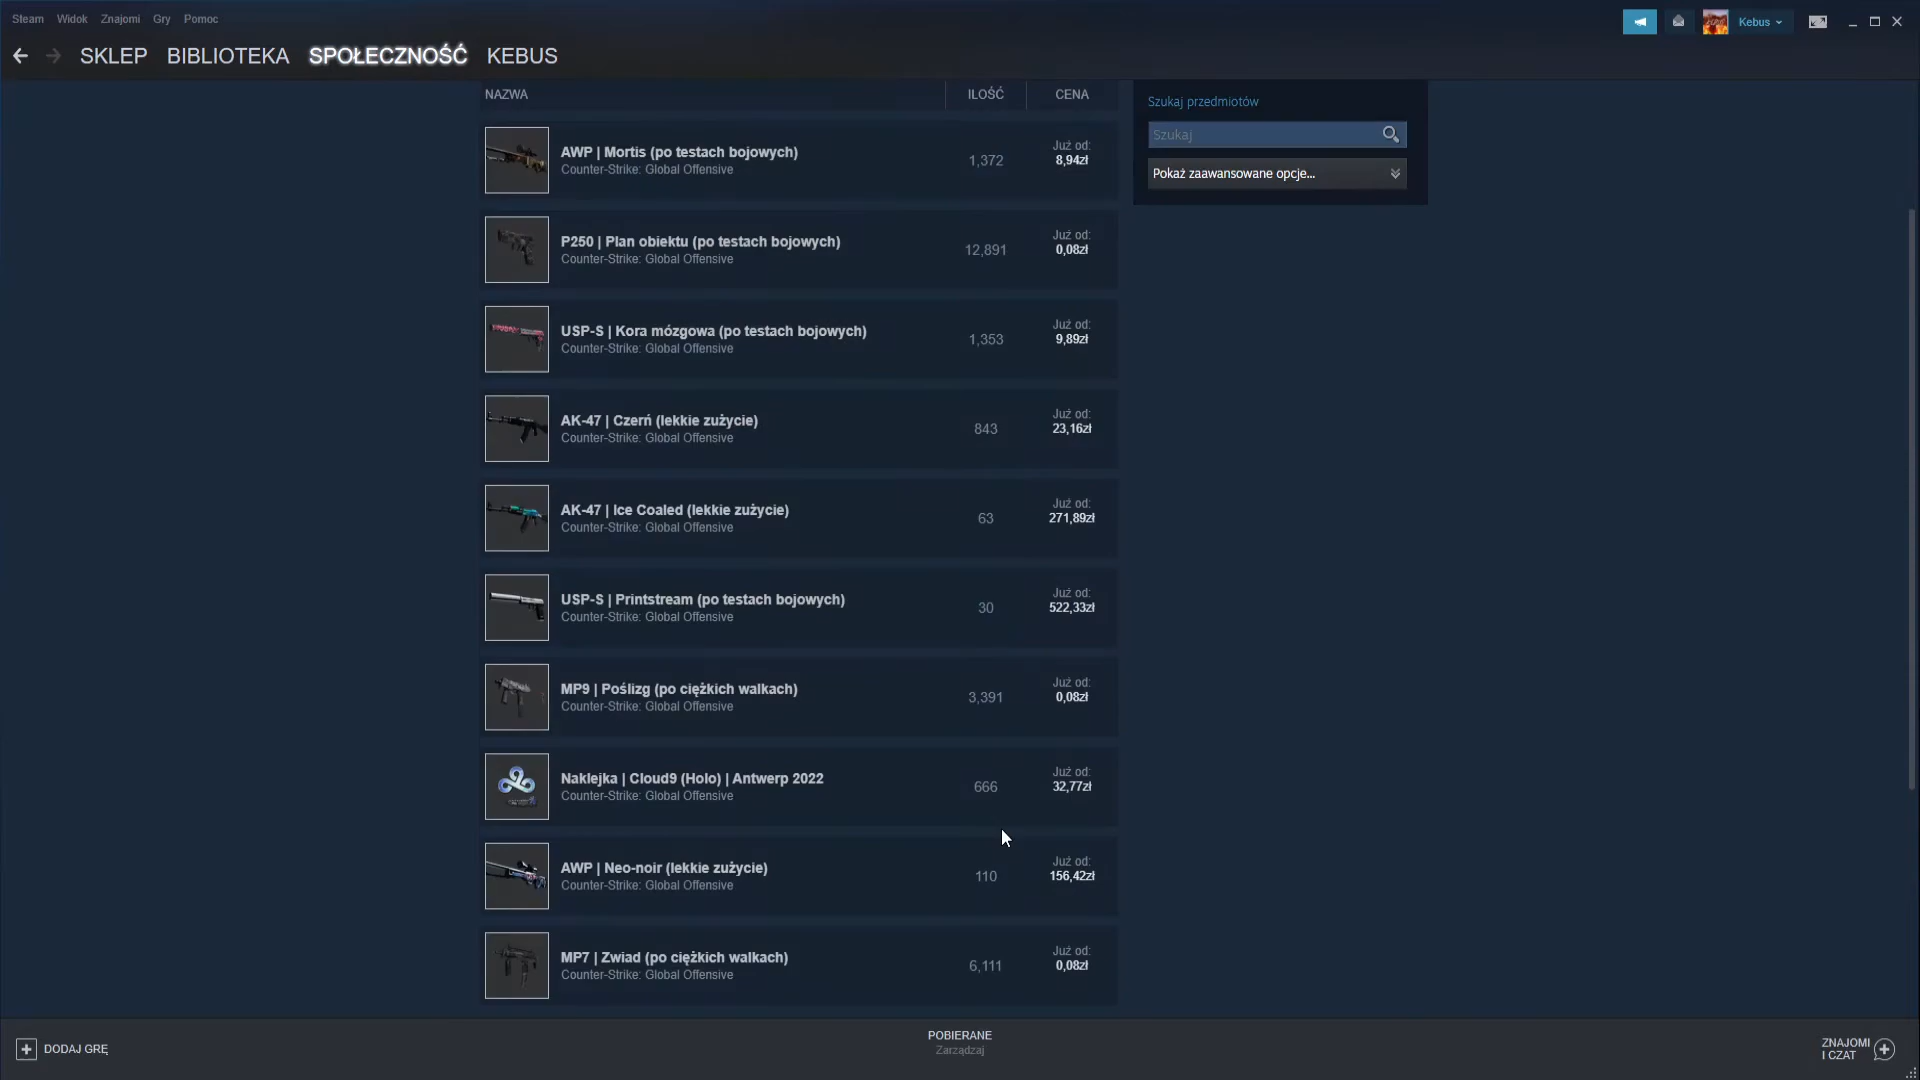 Steam Widok Znajomi Gry Pomoc
Kebus
SKLEP BIBLIOTEKA SPOŁECZNOŚĆ KEBUS
NAZWA ILOŚĆ CENA
Szukaj przedmiotów
Szukaj
Pokaż zaawansowane opcje...
AWP | Mortis (po testach bojowych)
Counter-Strike: Global Offensive
1,372
Już od:
8,94zł
P250 | Plan obiektu (po testach bojowych)
Counter-Strike: Global Offensive
12,891
Już od:
0,08zł
USP-S | Kora mózgowa (po testach bojowych)
Counter-Strike: Global Offensive
1,353
Już od:
9,89zł
AK-47 | Czerń (lekkie zużycie)
Counter-Strike: Global Offensive
843
Już od:
23,16zł
AK-47 | Ice Coaled (lekkie zużycie)
Counter-Strike: Global Offensive
63
Już od:
271,89zł
USP-S | Printstream (po testach bojowych)
Counter-Strike: Global Offensive
30
Już od:
522,33zł
MP9 | Poślizg (po ciężkich walkach)
Counter-Strike: Global Offensive
3,391
Już od:
0,08zł
Naklejka | Cloud9 (Holo) | Antwerp 2022
Counter-Strike: Global Offensive
666
Już od:
32,77zł
AWP | Neo-noir (lekkie zużycie)
Counter-Strike: Global Offensive
110
Już od:
156,42zł
MP7 | Zwiad (po ciężkich walkach)
Counter-Strike: Global Offensive
6,111
Już od:
0,08zł
DODAJ GRĘ
POBIERANE
Zarządzaj
ZNAJOMI
I CZAT